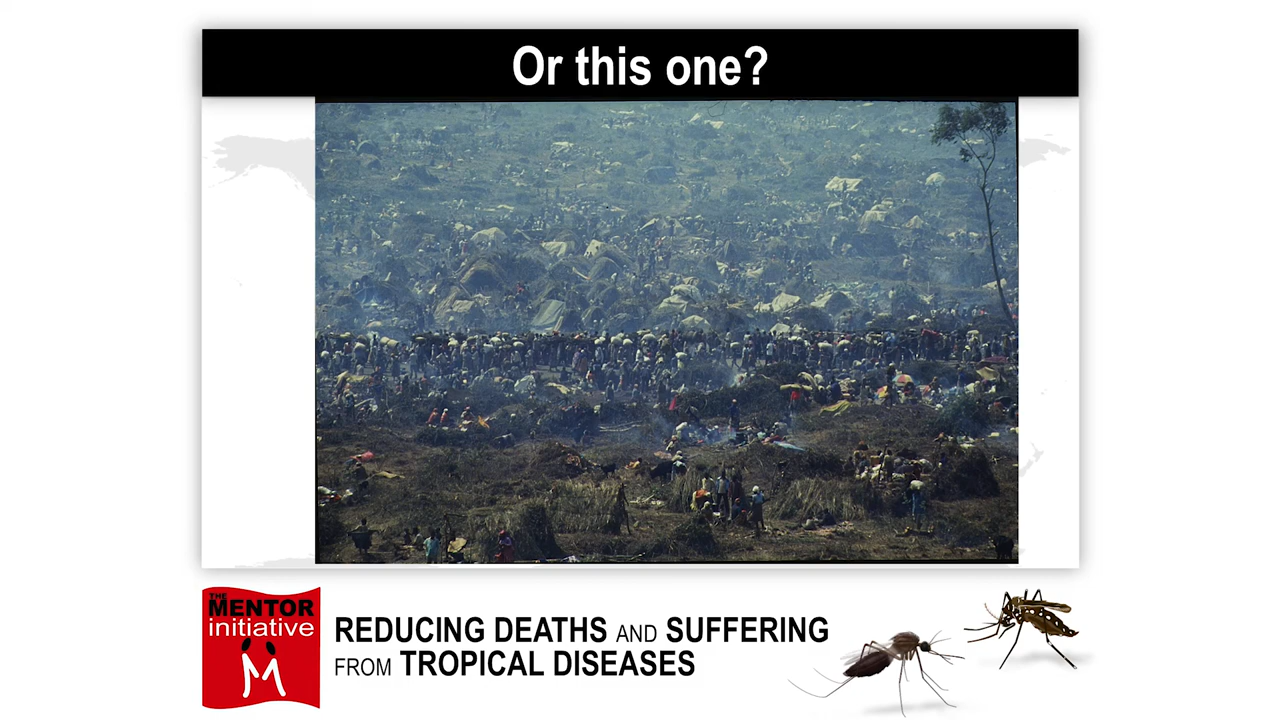 Or this one?
THE
MENTOR
initiative
REDUCING DEATHS AND SUFFERING
FROM TROPICAL DISEASES